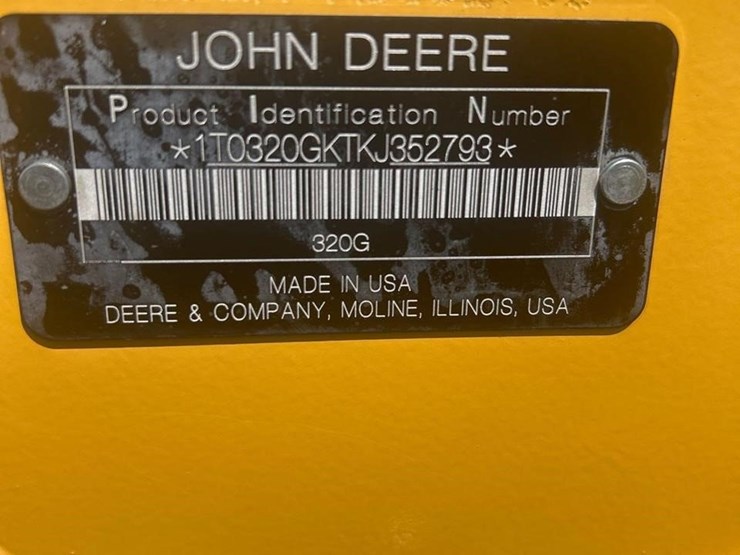 JOHN DEERE
Product Identification Number
*1T0320GKTKJ352793*
320G
MADE IN USA
DEERE & COMPANY, MOLINE, ILLINOIS, USA